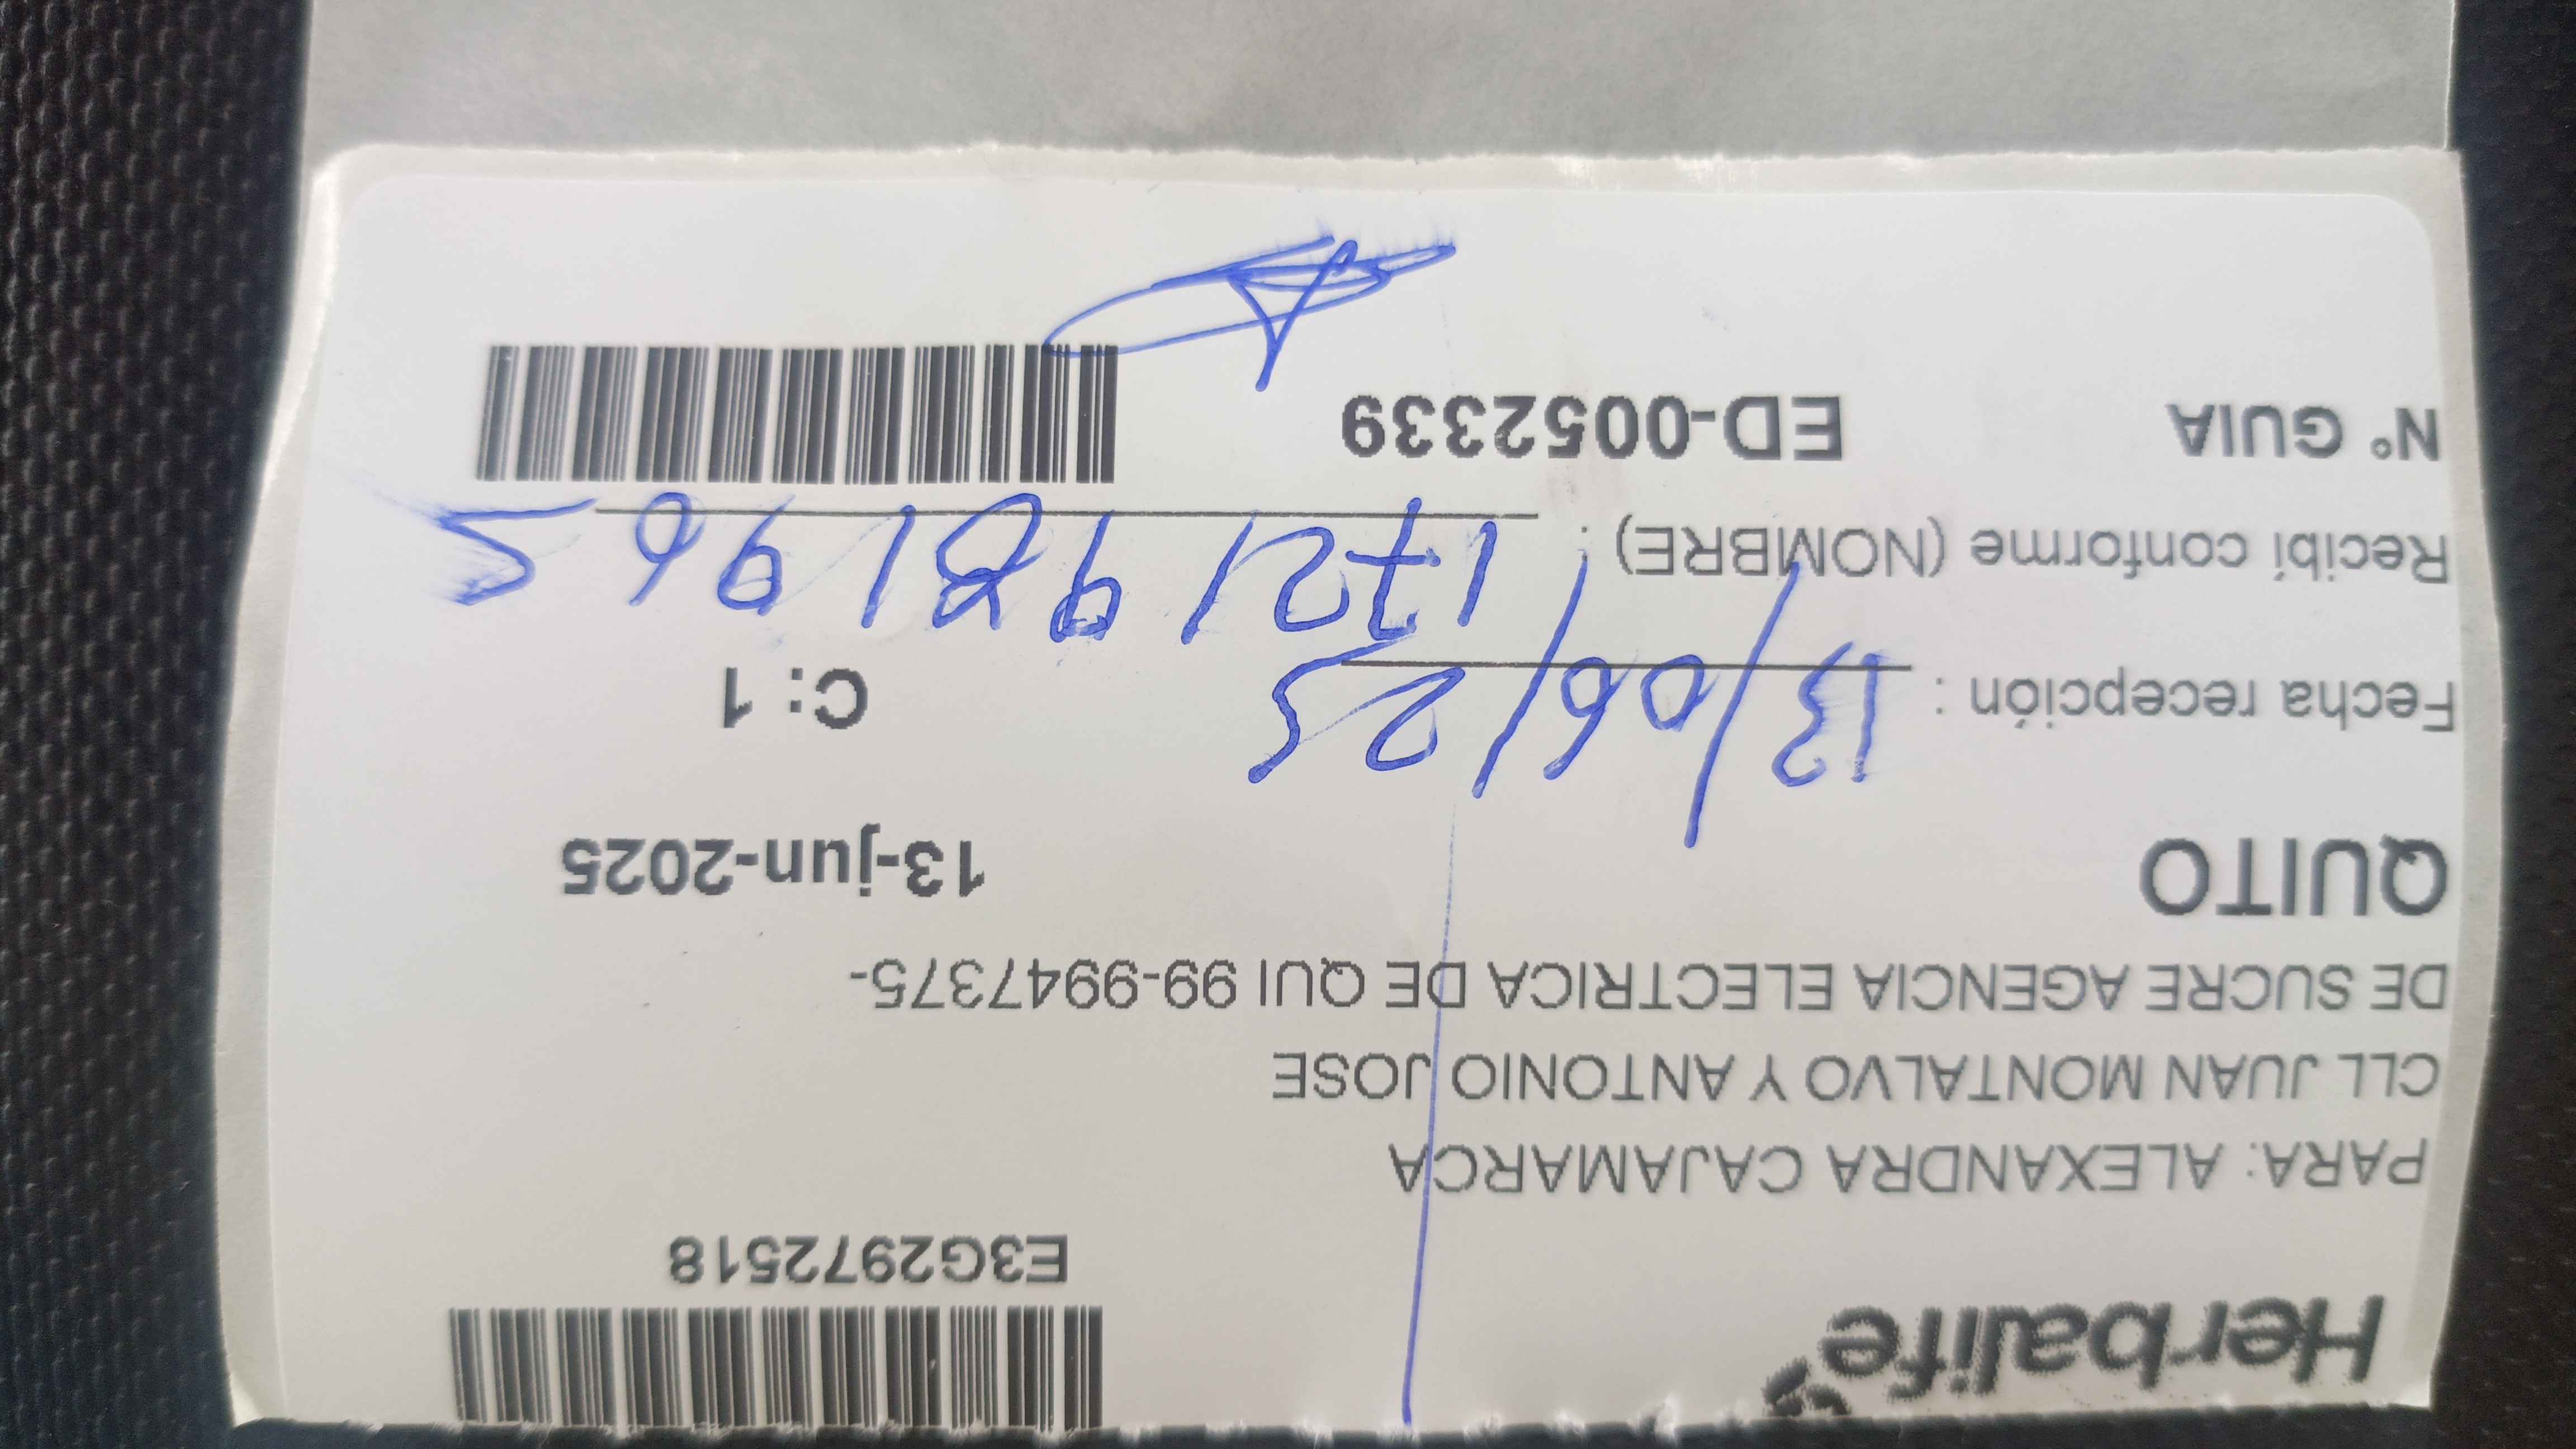 Herbalife
E3G2972518
PARA: ALEXANDRA CAJAMARCA
CLL JUAN MONTALVO Y ANTONIO JOSE
DE SUCRE AGENCIA ELECTRICA DE QUI 99-9947375-
QUITO 13-jun-2025
Fecha recepción : 13/06/25 C: 1
Recibí conforme (NOMBRE) : 1721981965
N° GUIA ED-0052339